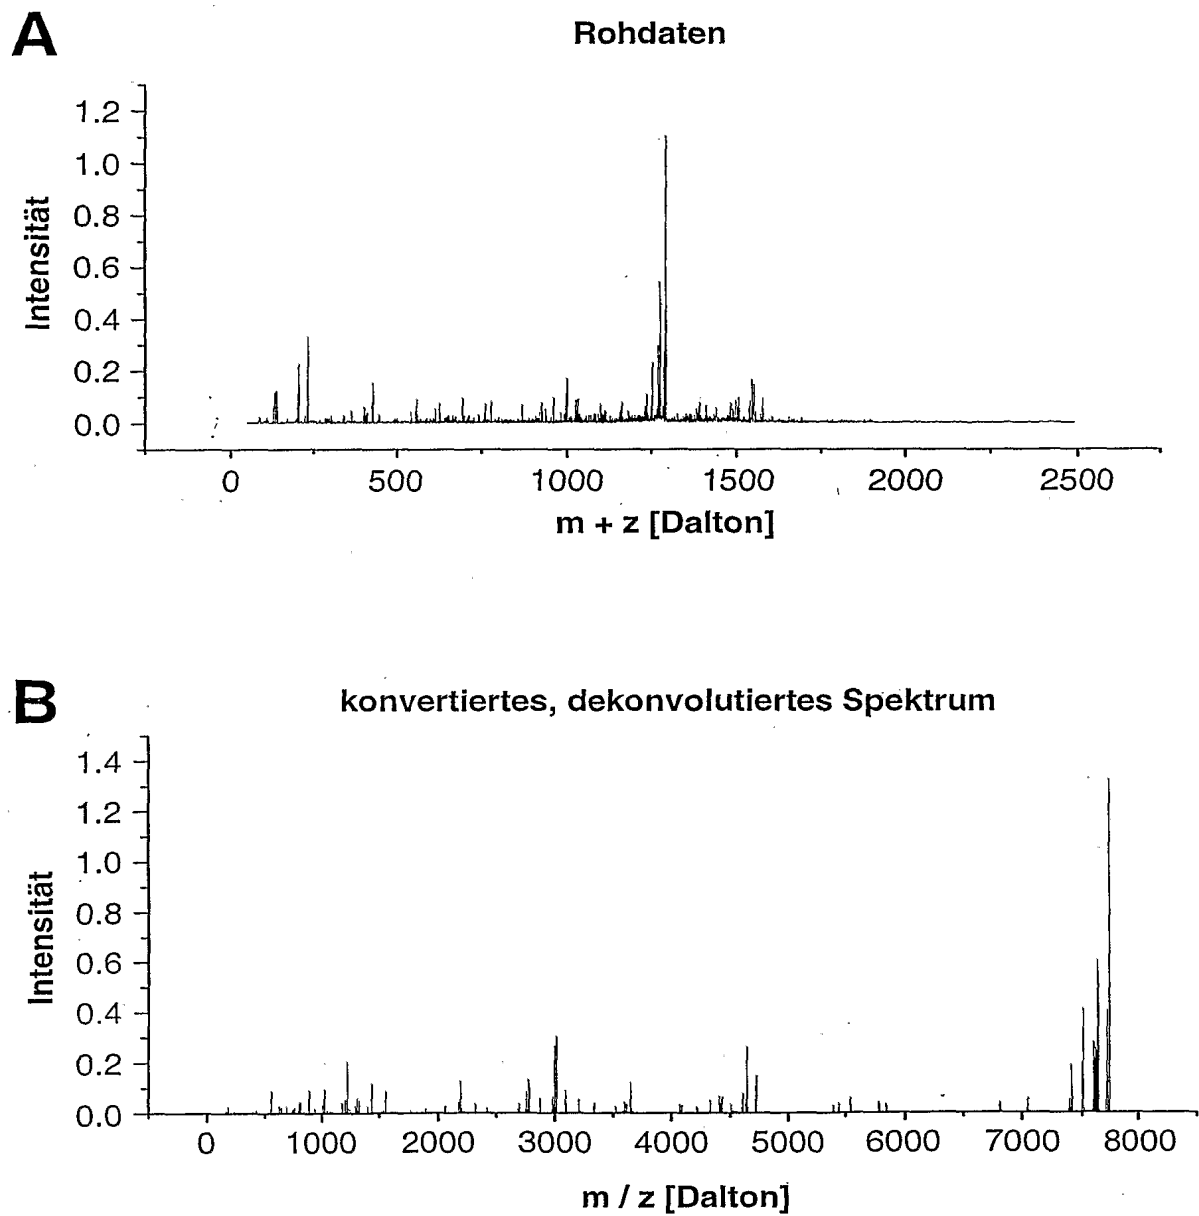 A
Rohdaten
1.2
1.0
0.8
0.6
0.4
0.2
0.0
Intensität
0 500 1000 1500 2000 2500
m + z [Dalton]
B
konvertiertes, dekonvolutiertes Spektrum
1.4
1.2
1.0
0.8
0.6
0.4
0.2
0.0
Intensität
0 1000 2000 3000 4000 5000 6000 7000 8000
m / z [Dalton]